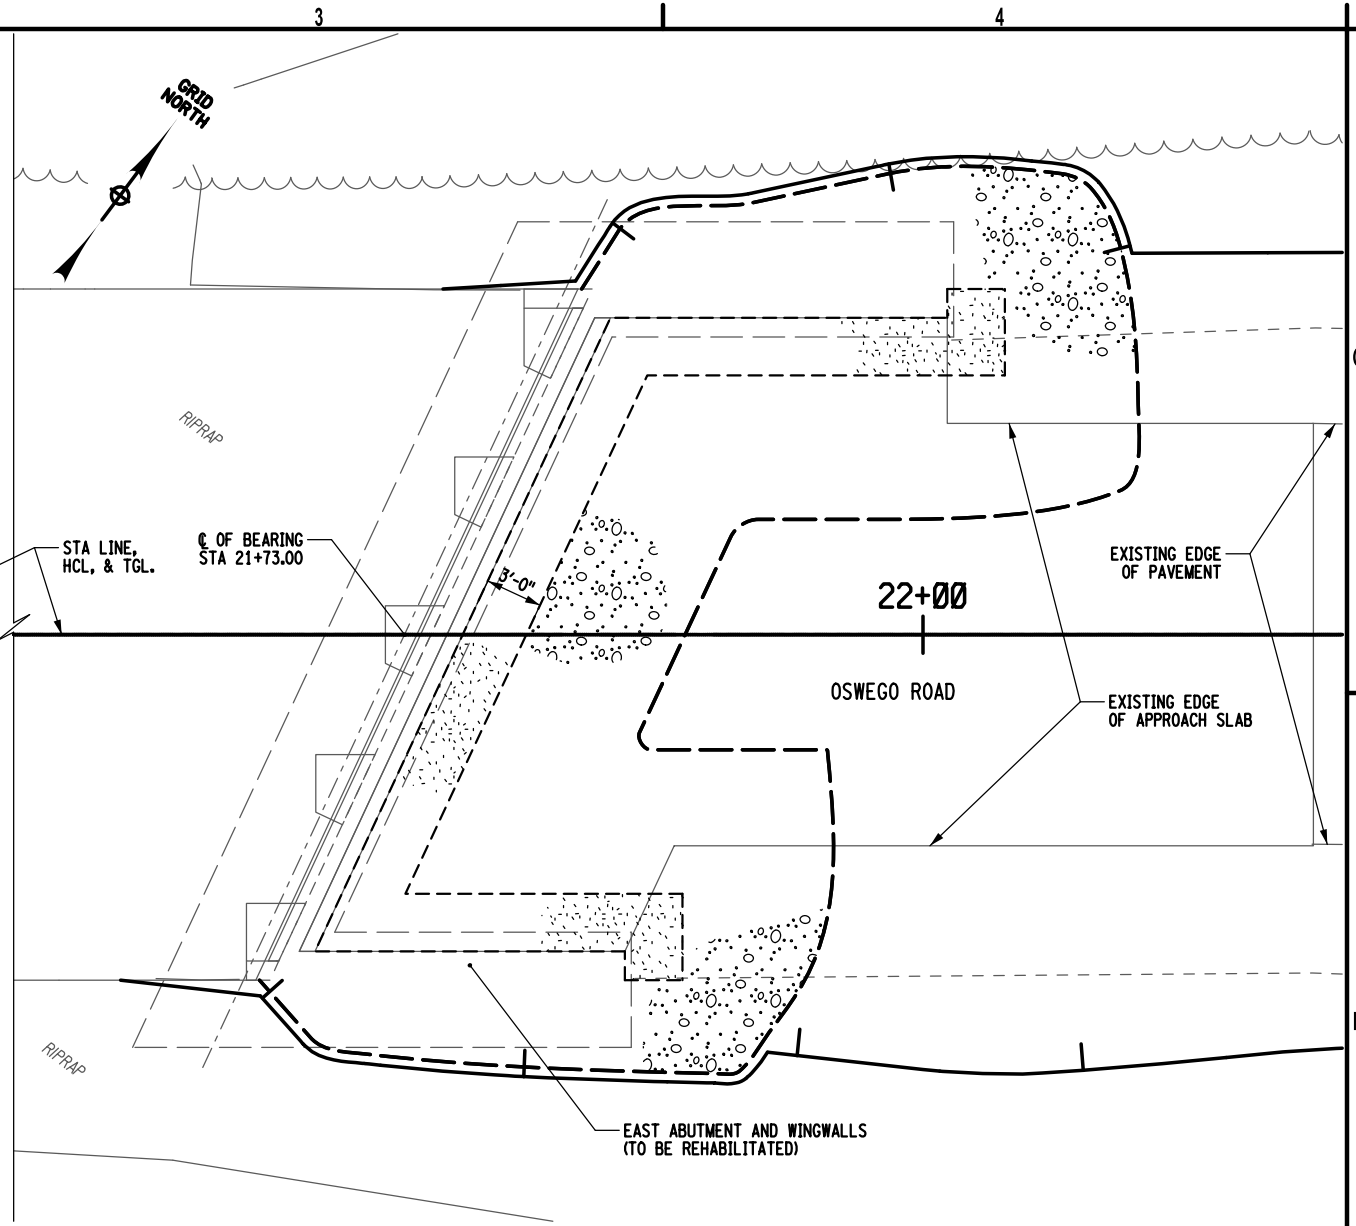 3
4
GRID
NORTH
RIPRAP
STA LINE,
HCL, & TGL.
℄ OF BEARING
STA 21+73.00
3'-0"
22+00
EXISTING EDGE
OF PAVEMENT
OSWEGO ROAD
EXISTING EDGE
OF APPROACH SLAB
RIPRAP
EAST ABUTMENT AND WINGWALLS
(TO BE REHABILITATED)